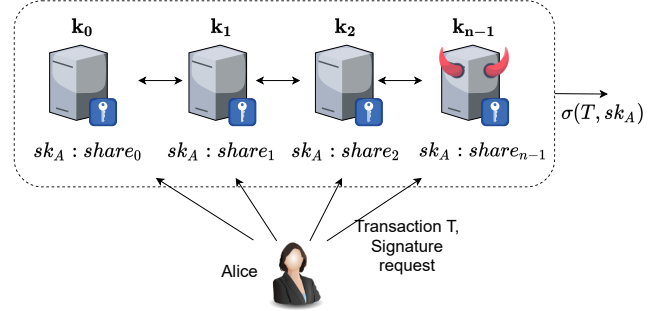 k₀ k₁ k₂ kₙ₋₁
σ(T, sk_A)
sk_A : share₀ sk_A : share₁ sk_A : share₂ sk_A : shareₙ₋₁
Transaction T,
Signature
request
Alice